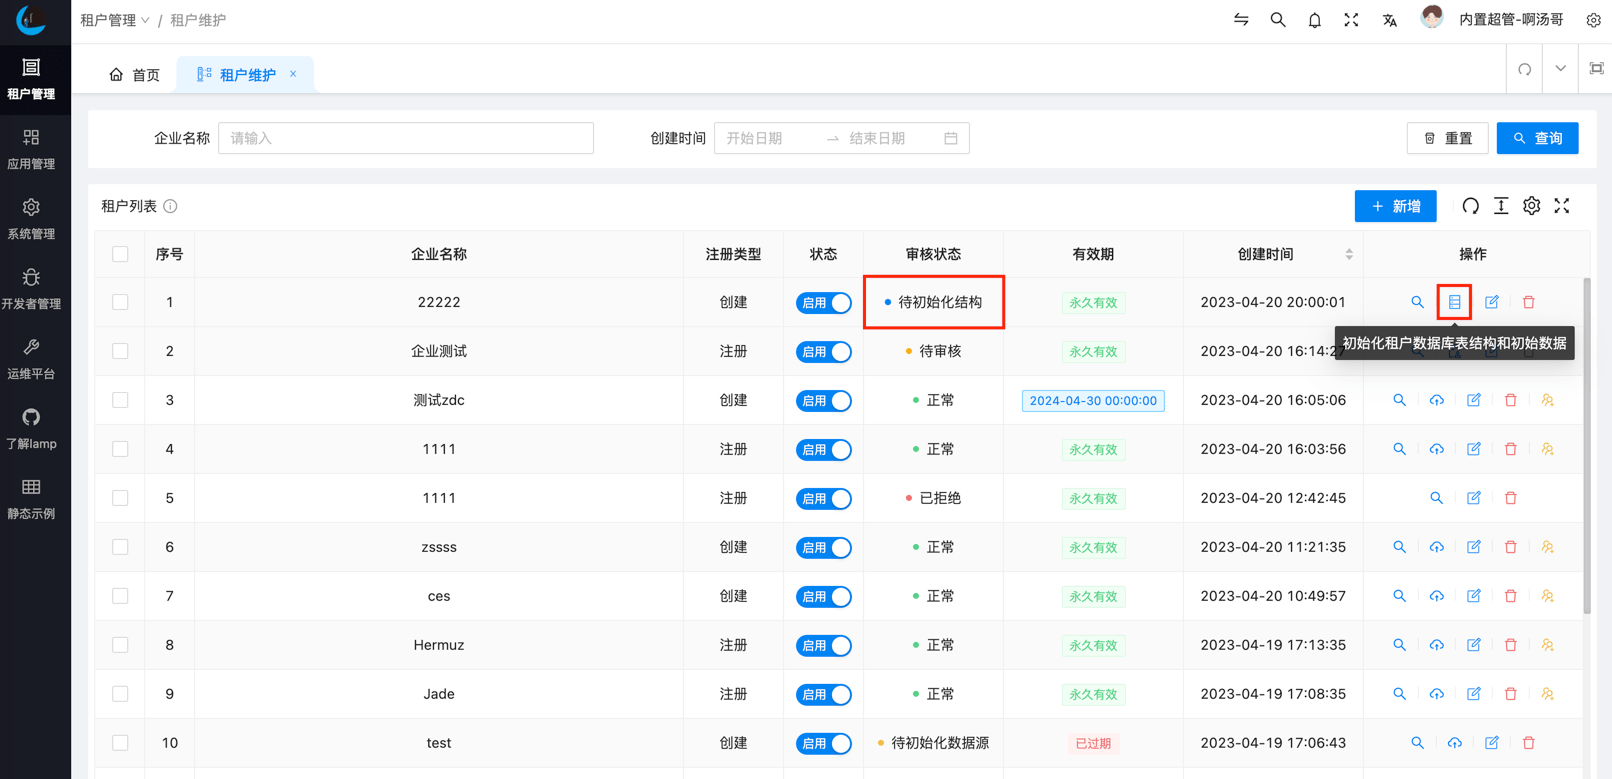 租户管理 / 租户维护
内置超管-啊汤哥
租户管理
首页
租户维护 ×
应用管理
系统管理
开发者管理
运维平台
了解lamp
静态示例
企业名称 请输入
创建时间 开始日期 → 结束日期
重置
查询
租户列表
+ 新增
序号 企业名称 注册类型 状态 审核状态 有效期 创建时间 操作
1 22222 创建 启用 待初始化结构 永久有效 2023-04-20 20:00:01
2 企业测试 注册 启用 待审核 永久有效 2023-04-20 16:14:27
初始化租户数据库表结构和初始数据
3 测试zdc 创建 启用 正常 2024-04-30 00:00:00 2023-04-20 16:05:06
4 1111 注册 启用 正常 永久有效 2023-04-20 16:03:56
5 1111 注册 启用 已拒绝 永久有效 2023-04-20 12:42:45
6 zssss 创建 启用 正常 永久有效 2023-04-20 11:21:35
7 ces 创建 启用 正常 永久有效 2023-04-20 10:49:57
8 Hermuz 注册 启用 正常 永久有效 2023-04-19 17:13:35
9 Jade 注册 启用 正常 永久有效 2023-04-19 17:08:35
10 test 创建 启用 待初始化数据源 已过期 2023-04-19 17:06:43